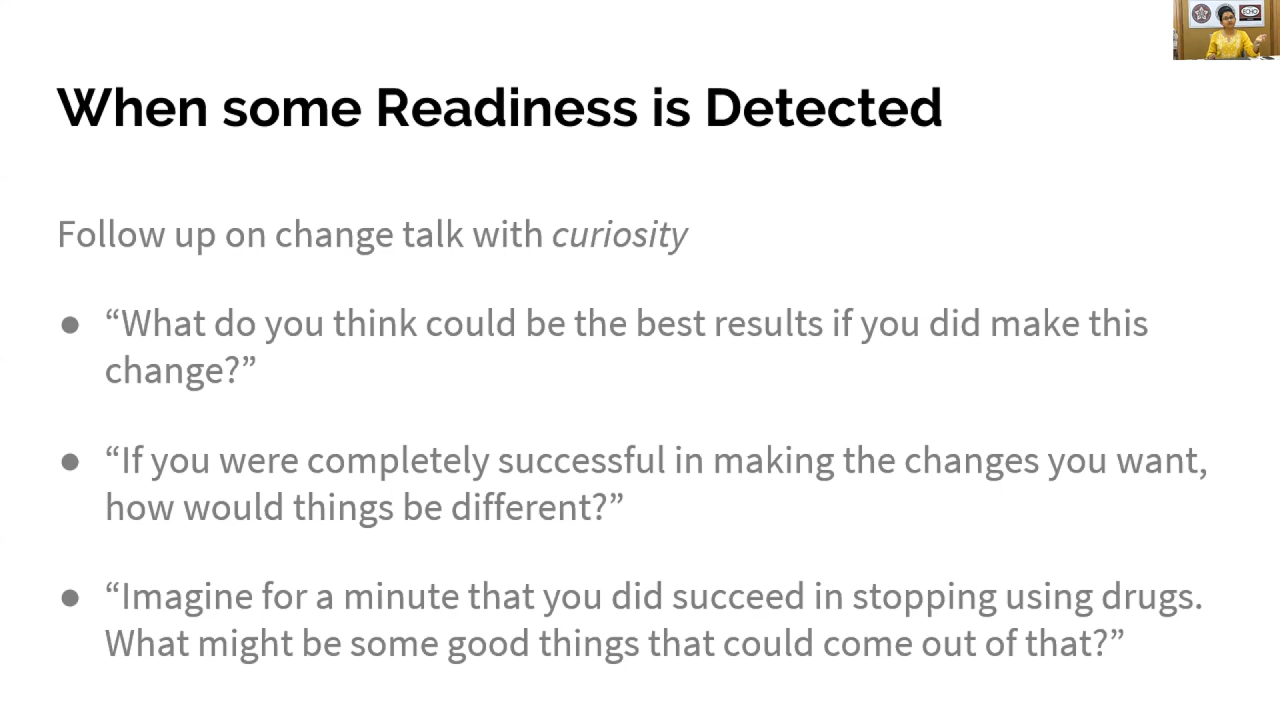 When some Readiness is Detected
Follow up on change talk with curiosity
● “What do you think could be the best results if you did make this
change?”
● “If you were completely successful in making the changes you want,
how would things be different?”
● “Imagine for a minute that you did succeed in stopping using drugs.
What might be some good things that could come out of that?”
ECHO